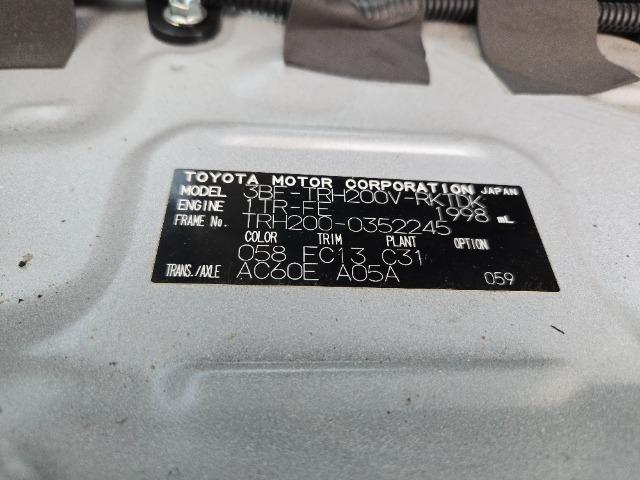 TOYOTA MOTOR CORPORATION JAPAN
MODEL 3BF-TRH200V-RKTDK
ENGINE 1TR-FE 1998 mL
FRAME No. TRH200-0352245
COLOR TRIM PLANT OPTION
058 EC13 C31
TRANS./AXLE AC60E A05A 059